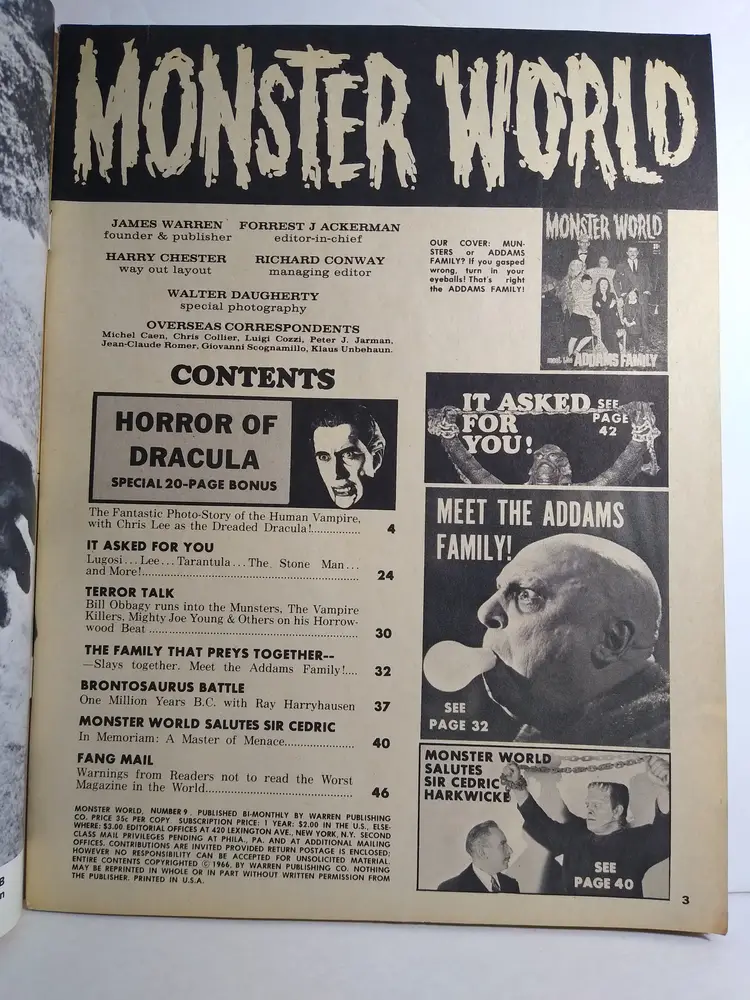 MONSTER WORLD
JAMES WARREN
founder & publisher
FORREST J ACKERMAN
editor-in-chief
HARRY CHESTER
way out layout
RICHARD CONWAY
managing editor
WALTER DAUGHERTY
special photography
OVERSEAS CORRESPONDENTS
Michel Caen, Chris Collier, Luigi Cozzi, Peter J. Jarman,
Jean-Claude Romer, Giovanni Scognamillo, Klaus Unbehaun.
OUR COVER: MUN-
STERS or ADDAMS
FAMILY? If you gasped
wrong, turn in your
eyeballs! That's right
the ADDAMS FAMILY!
MONSTER WORLD
meet the ADDAMS FAMILY
CONTENTS
HORROR OF
DRACULA
SPECIAL 20-PAGE BONUS
The Fantastic Photo-Story of the Human Vampire,
with Chris Lee as the Dreaded Dracula!............... 4
IT ASKED FOR YOU
Lugosi...Lee...Tarantula...The Stone Man...
and More!............... 24
TERROR TALK
Bill Obbagy runs into the Munsters, The Vampire
Killers, Mighty Joe Young & Others on his Horrow-
wood Beat............... 30
THE FAMILY THAT PREYS TOGETHER--
—Slays together. Meet the Addams Family!.... 32
BRONTOSAURUS BATTLE
One Million Years B.C. with Ray Harryhausen 37
MONSTER WORLD SALUTES SIR CEDRIC
In Memoriam: A Master of Menace............... 40
FANG MAIL
Warnings from Readers not to read the Worst
Magazine in the World............... 46
MONSTER WORLD, NUMBER 9. PUBLISHED BI-MONTHLY BY WARREN PUBLISHING
CO. PRICE 35c PER COPY. SUBSCRIPTION PRICE: 1 YEAR: $2.00 IN THE U.S., ELSE-
WHERE: $3.00. EDITORIAL OFFICES AT 420 LEXINGTON AVE., NEW YORK, N.Y. SECOND
CLASS MAIL PRIVILEGES PENDING AT PHILA., PA. AND AT ADDITIONAL MAILING
OFFICES. CONTRIBUTIONS ARE INVITED PROVIDED RETURN POSTAGE IS ENCLOSED;
HOWEVER NO RESPONSIBILITY CAN BE ACCEPTED FOR UNSOLICITED MATERIAL.
ENTIRE CONTENTS COPYRIGHTED © 1966, BY WARREN PUBLISHING CO. NOTHING
MAY BE REPRINTED IN WHOLE OR IN PART WITHOUT WRITTEN PERMISSION FROM
THE PUBLISHER. PRINTED IN U.S.A.
IT ASKED
FOR
YOU!
SEE
PAGE
42
MEET THE ADDAMS
FAMILY!
SEE
PAGE 32
MONSTER WORLD
SALUTES
SIR CEDRIC
HARKWICKE
SEE
PAGE 40
3